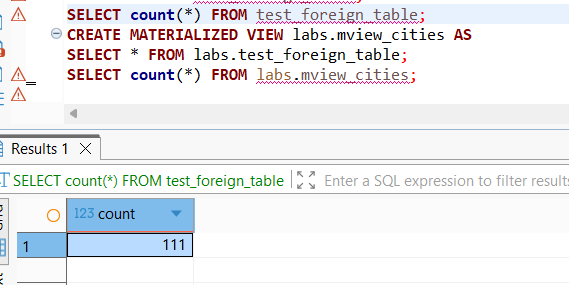 SELECT count(*) FROM test_foreign_table;
CREATE MATERIALIZED VIEW labs.mview_cities AS
SELECT * FROM labs.test_foreign_table;
SELECT count(*) FROM labs.mview_cities;
Results 1
SELECT count(*) FROM test_foreign_table
Enter a SQL expression to filter results
123 count
1 111